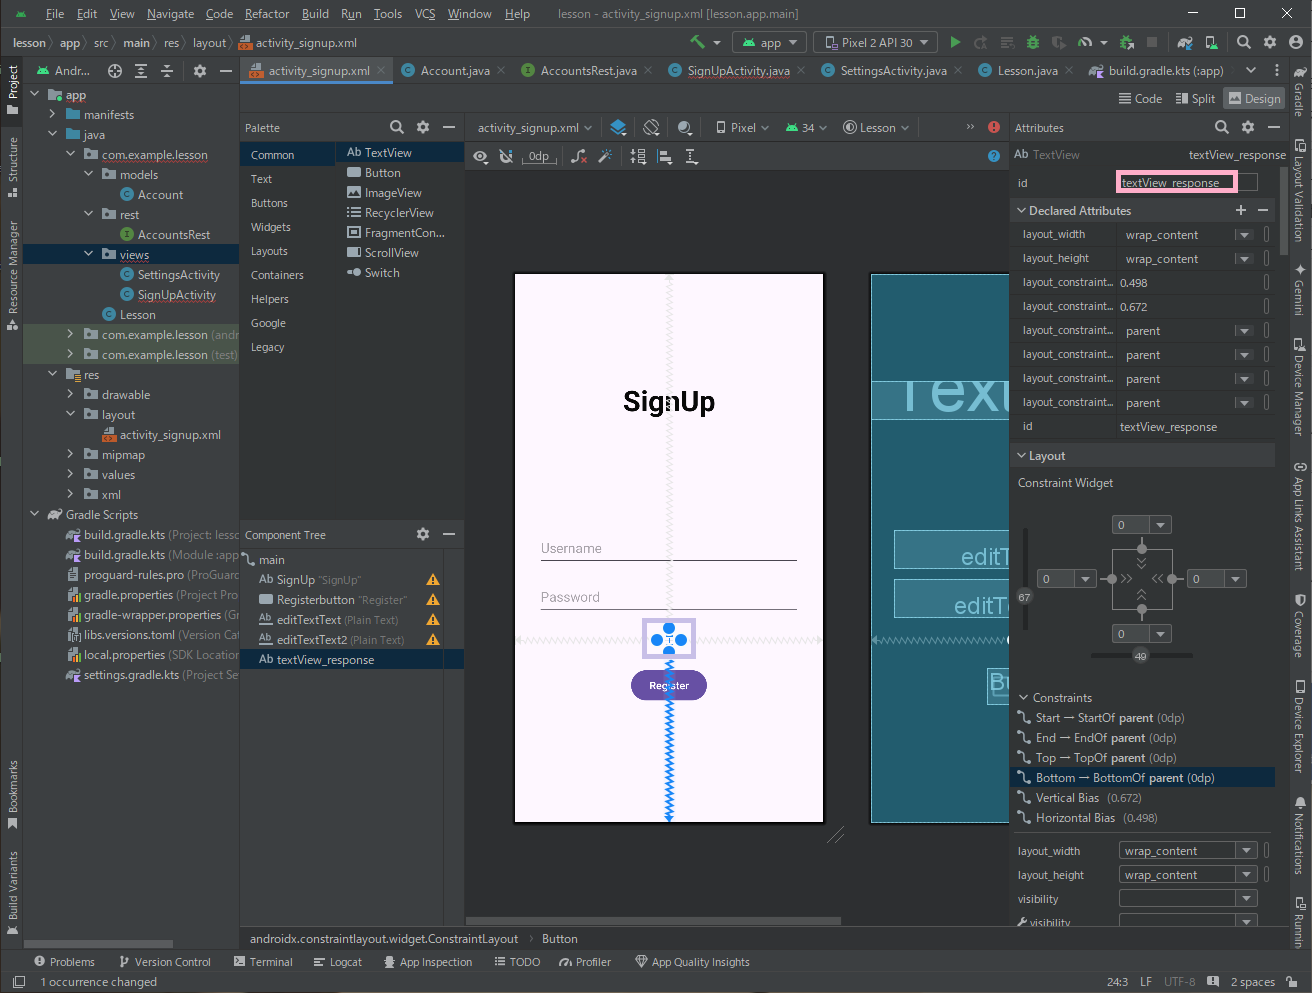 File Edit View Navigate Code Refactor Build Run Tools VCS Window Help lesson - activity_signup.xml [lesson.app.main]
lesson app src main res layout activity_signup.xml app Pixel 2 API 30
Andr... activity_signup.xml Account.java AccountsRest.java SignUpActivity.java SettingsActivity.java Lesson.java build.gradle.kts (:app)
Code Split Design
Project
Structure
Resource Manager
Bookmarks
Build Variants
app
manifests
java
com.example.lesson
models
Account
rest
AccountsRest
views
SettingsActivity
SignUpActivity
Lesson
com.example.lesson (andr
com.example.lesson (test)
res
drawable
layout
activity_signup.xml
mipmap
values
xml
Gradle Scripts
build.gradle.kts (Project: lesso
build.gradle.kts (Module :app
proguard-rules.pro (ProGuard
gradle.properties (Project Pro
gradle-wrapper.properties (Gr
libs.versions.toml (Version Cat
local.properties (SDK Location
settings.gradle.kts (Project Se
Palette
Common
Text
Buttons
Widgets
Layouts
Containers
Helpers
Google
Legacy
Ab TextView
Button
ImageView
RecyclerView
FragmentCon...
ScrollView
Switch
Component Tree
main
Ab SignUp "SignUp"
Registerbutton "Register"
Ab editTextText (Plain Text)
Ab editTextText2 (Plain Text)
Ab textView_response
activity_signup.xml Pixel 34 Lesson
0dp
SignUp
Username
Password
Register
Text
editT
editT
Bu
androidx.constraintlayout.widget.ConstraintLayout Button
Attributes
Ab TextView textView_response
id textView_response
Declared Attributes
layout_width wrap_content
layout_height wrap_content
layout_constraint... 0.498
layout_constraint... 0.672
layout_constraint... parent
layout_constraint... parent
layout_constraint... parent
layout_constraint... parent
id textView_response
Layout
Constraint Widget
0
0 0
67
0
49
Constraints
Start → StartOf parent (0dp)
End → EndOf parent (0dp)
Top → TopOf parent (0dp)
Bottom → BottomOf parent (0dp)
Vertical Bias (0.672)
Horizontal Bias (0.498)
layout_width wrap_content
layout_height wrap_content
visibility
visibility
Gradle
Layout Validation
Gemini
Device Manager
App Links Assistant
Coverage
Device Explorer
Notifications
Runnin
Problems Version Control Terminal Logcat App Inspection TODO Profiler App Quality Insights
1 occurrence changed 24:3 LF UTF-8 2 spaces